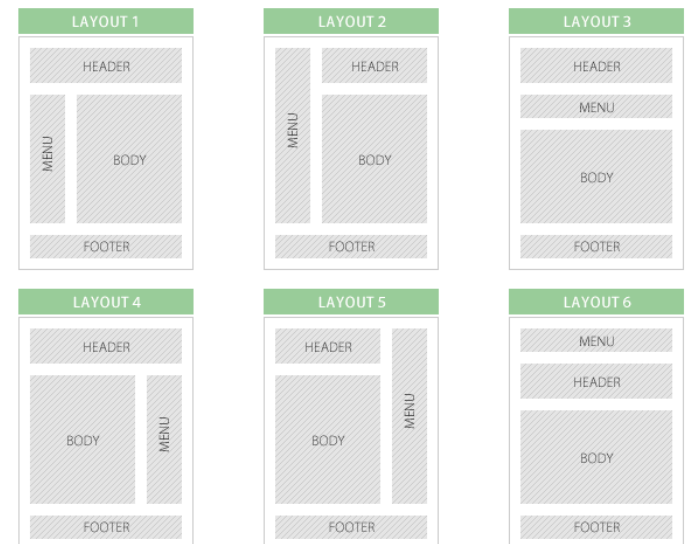 LAYOUT 1
HEADER
MENU
BODY
FOOTER
LAYOUT 2
MENU
HEADER
BODY
FOOTER
LAYOUT 3
HEADER
MENU
BODY
FOOTER
LAYOUT 4
HEADER
BODY
MENU
FOOTER
LAYOUT 5
HEADER
MENU
BODY
FOOTER
LAYOUT 6
MENU
HEADER
BODY
FOOTER